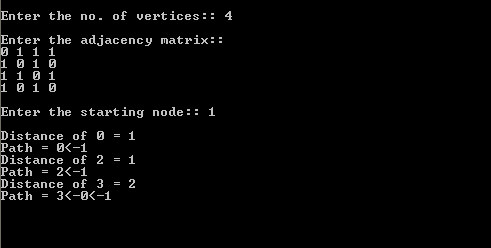 Enter the no. of vertices:: 4
Enter the adjacency matrix::
0 1 1 1
1 0 1 0
1 1 0 1
1 0 1 0
Enter the starting node:: 1
Distance of 0 = 1
Path = 0<-1
Distance of 2 = 1
Path = 2<-1
Distance of 3 = 2
Path = 3<-0<-1